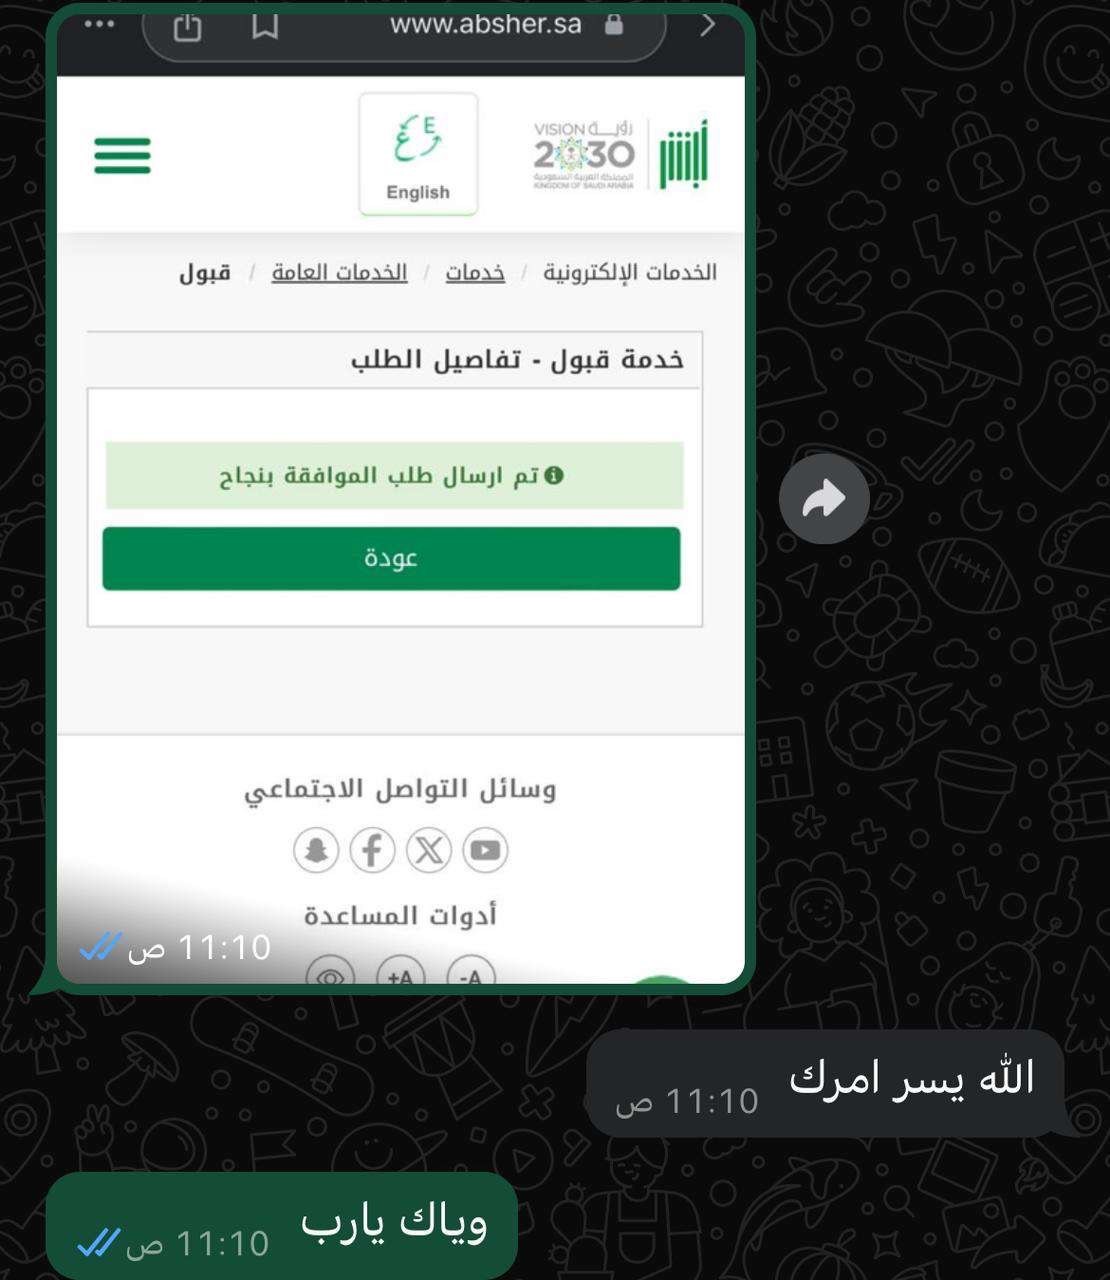 www.absher.sa
أبشر
VISION رؤيــــة
2030
المملكة العربية السعودية
KINGDOM OF SAUDI ARABIA
ع E
English
الخدمات الإلكترونية / خدمات / الخدمات العامة / قبول
خدمة قبول - تفاصيل الطلب
تم ارسال طلب الموافقة بنجاح
عودة
وسائل التواصل الاجتماعي
أدوات المساعدة
-A +A
11:10 ص
الله يسر امرك
11:10 ص
وياك يارب
11:10 ص